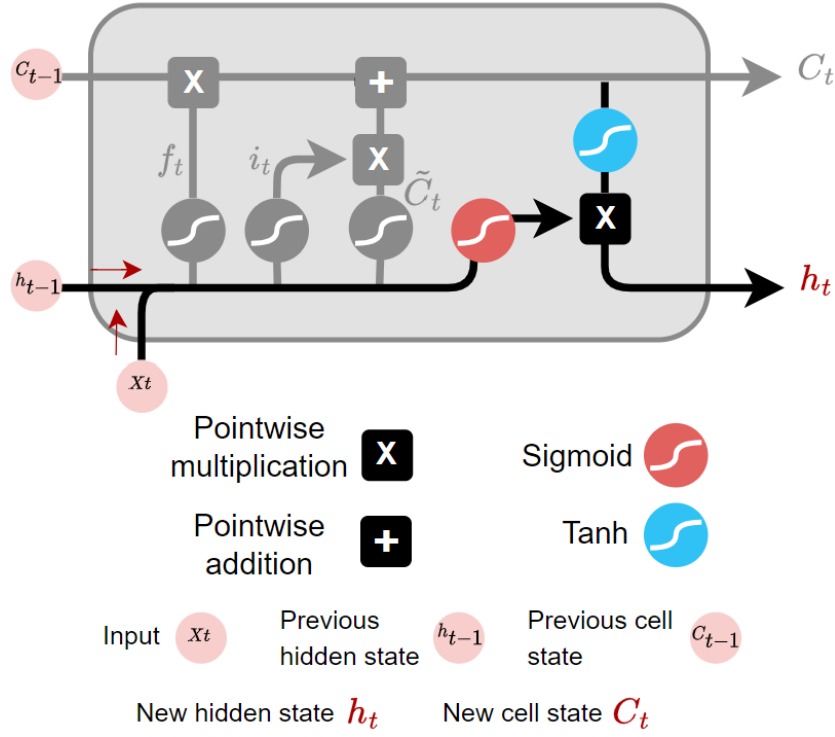 C_{t-1}
X
+
C_t
f_t
i_t
X
C̃_t
X
h_{t-1}
h_t
Xt
Pointwise
multiplication
X
Sigmoid
Pointwise
addition
+
Tanh
Input
Xt
Previous
hidden state
h_{t-1}
Previous cell
state
C_{t-1}
New hidden state h_t
New cell state C_t